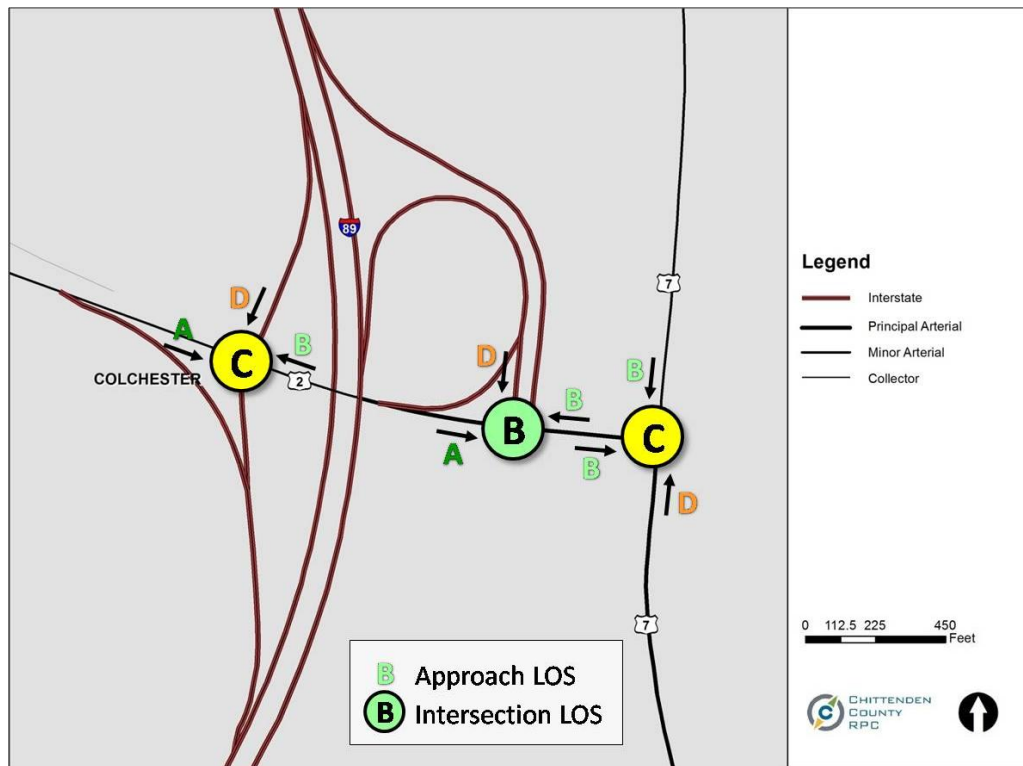 89
7
D
A
C
B
COLCHESTER
2
D
B
B
A
B
B
C
D
7
B Approach LOS
B Intersection LOS
Legend
Interstate
Principal Arterial
Minor Arterial
Collector
0 112.5 225 450
Feet
C
CHITTENDEN
COUNTY
RPC